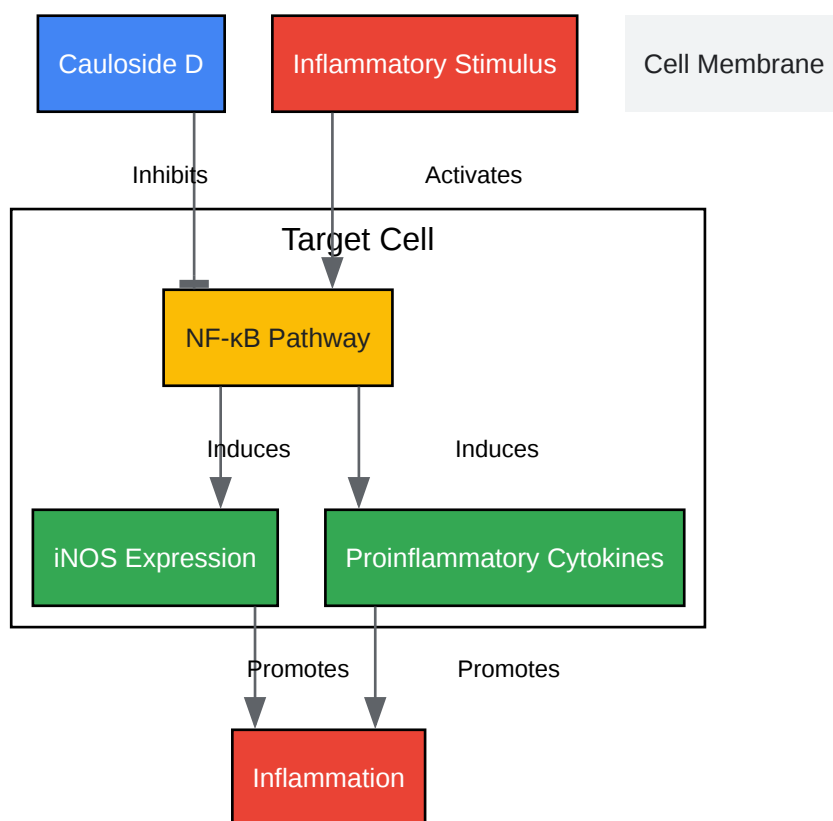 Cauloside D
Inflammatory Stimulus
Cell Membrane
Inhibits
Activates
Target Cell
NF-κB Pathway
Induces
Induces
iNOS Expression
Proinflammatory Cytokines
Promotes
Promotes
Inflammation